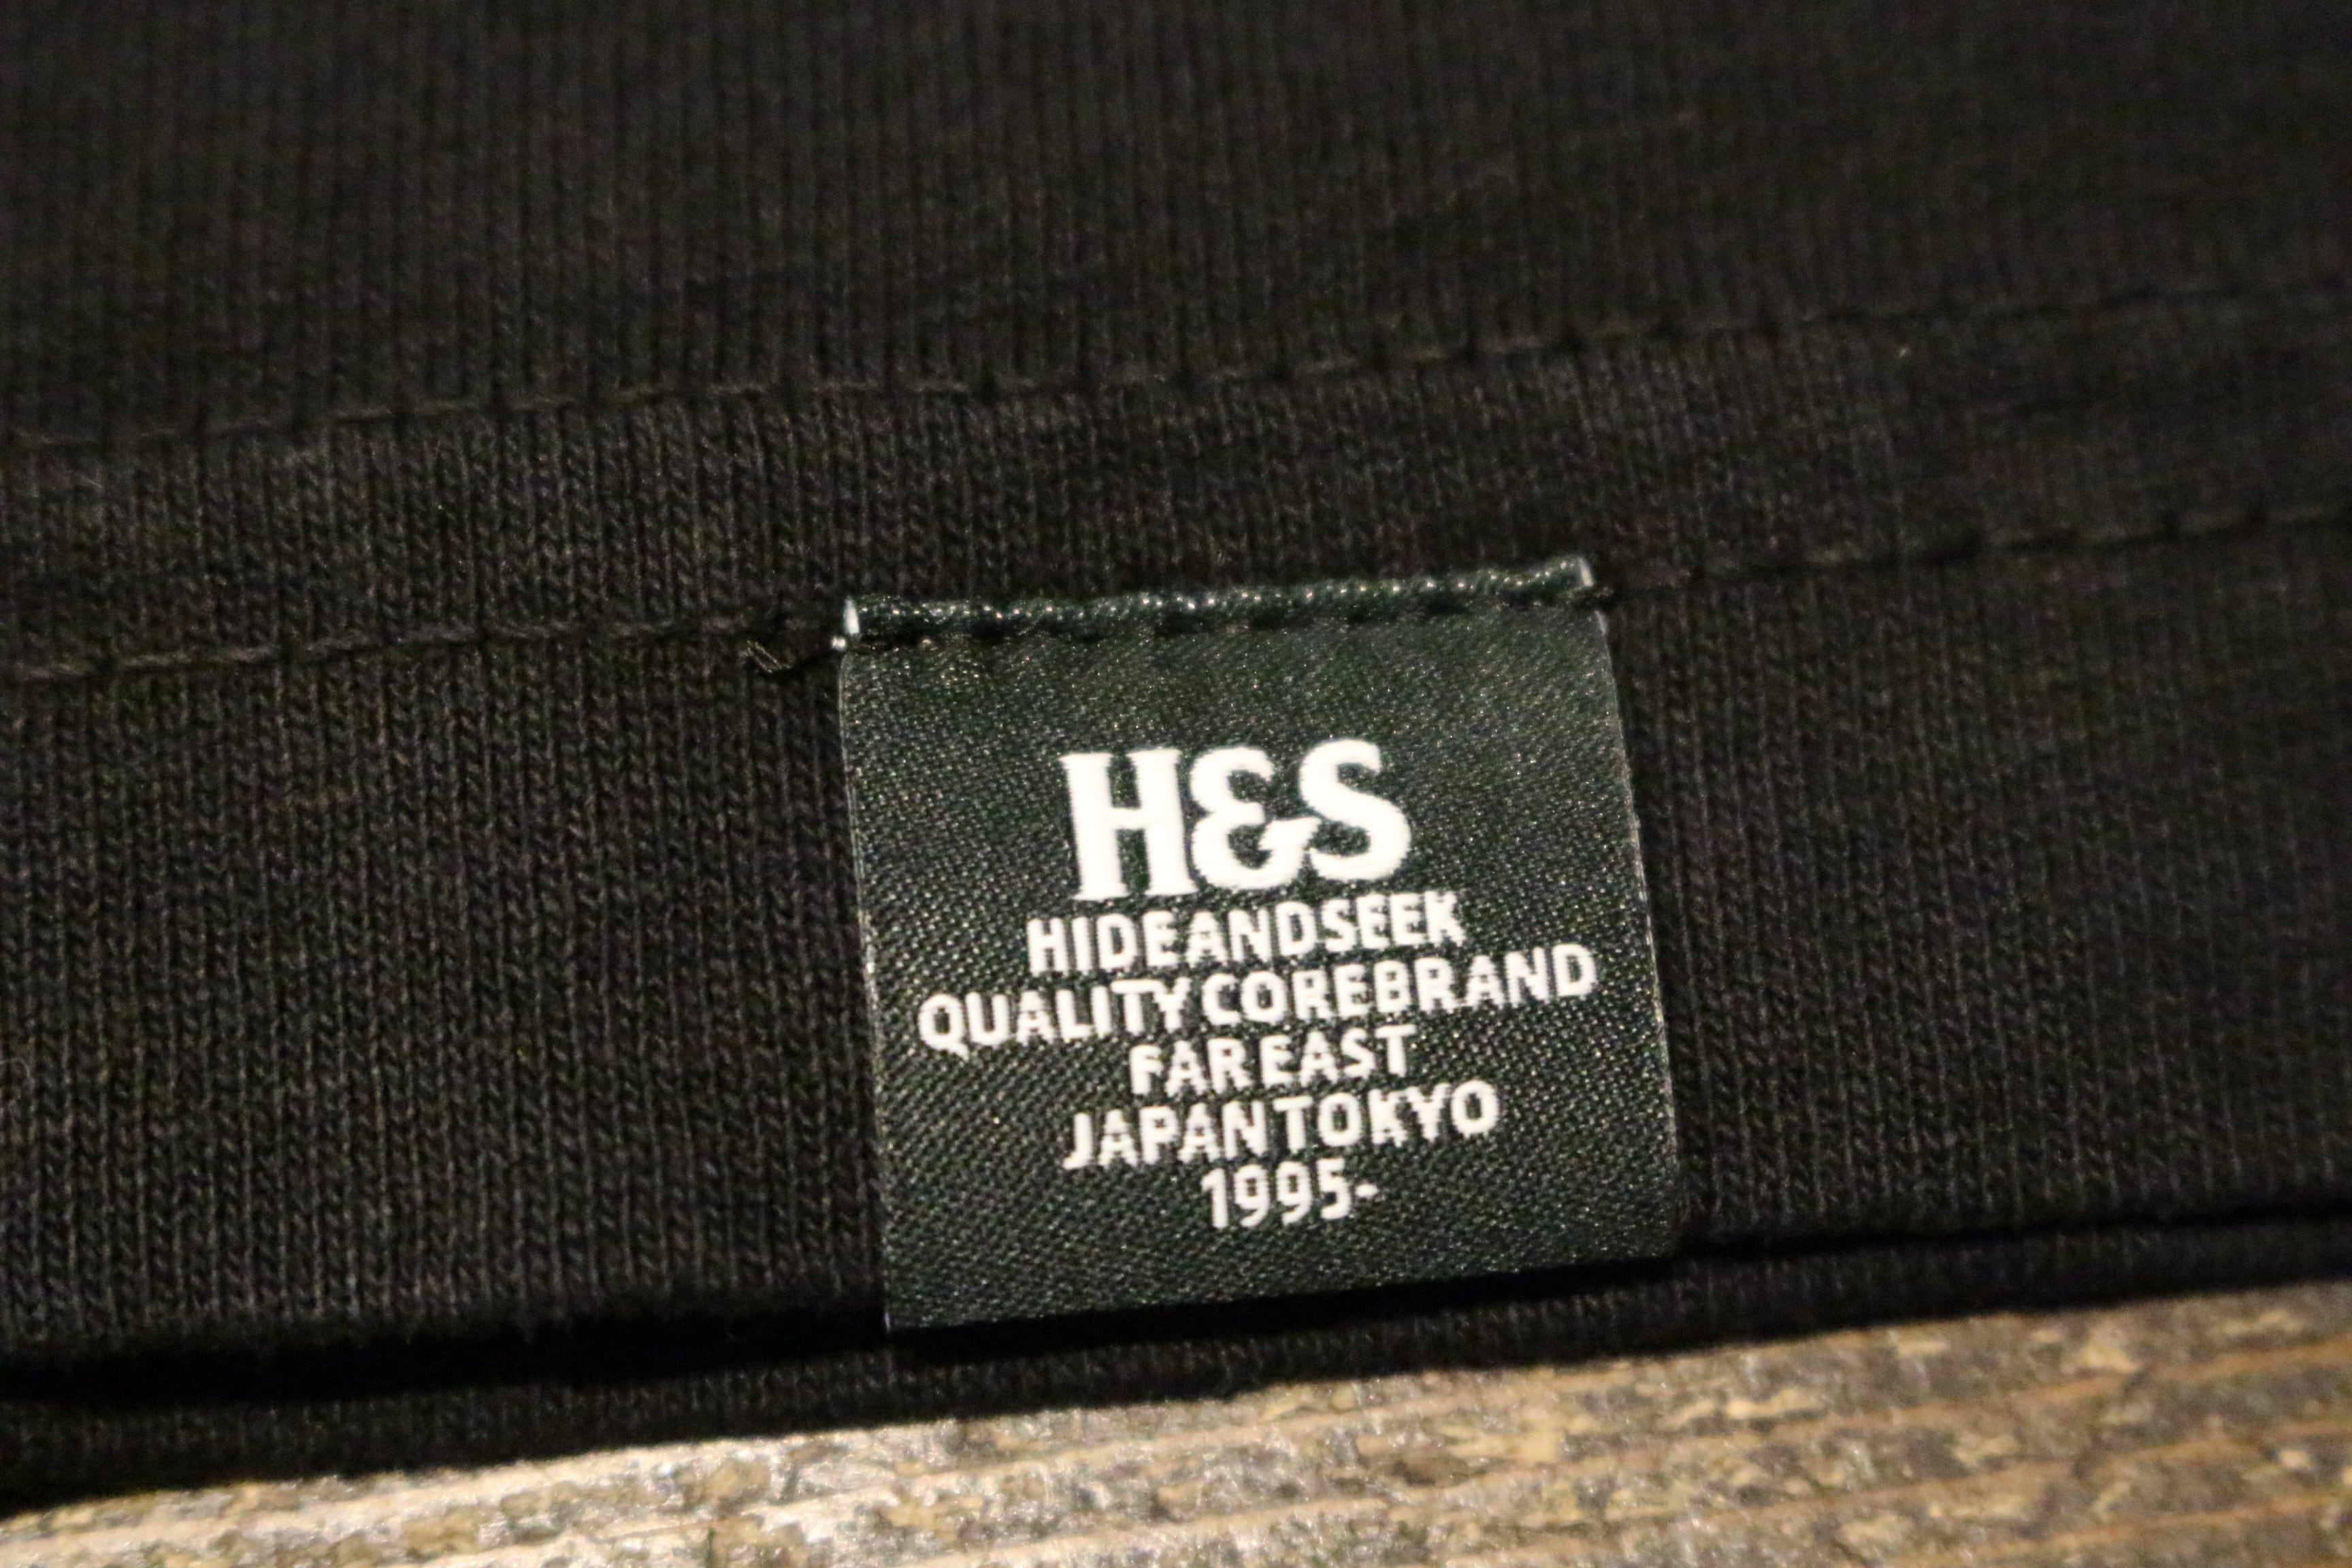 H&S
HIDEANDSEEK
QUALITY COREBRAND
FAR EAST
JAPAN TOKYO
1995-